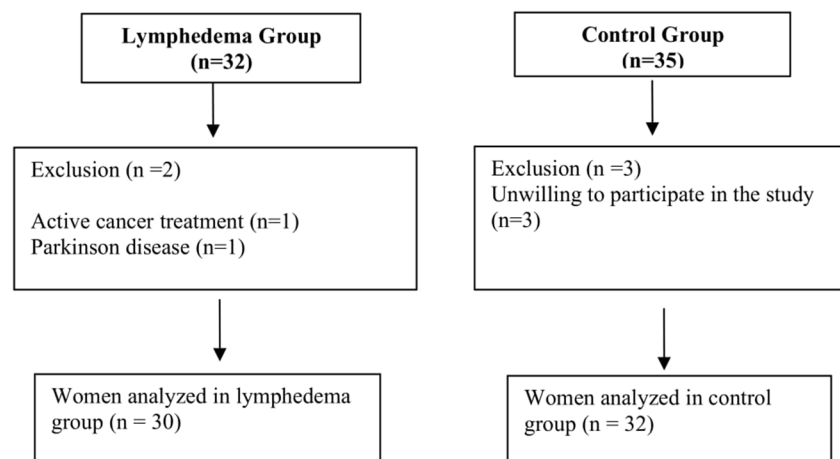 Lymphedema Group
(n=32)
Control Group
(n=35)
Exclusion (n =2)
Active cancer treatment (n=1)
Parkinson disease (n=1)
Exclusion (n =3)
Unwilling to participate in the study
(n=3)
Women analyzed in lymphedema
group (n = 30)
Women analyzed in control
group (n = 32)